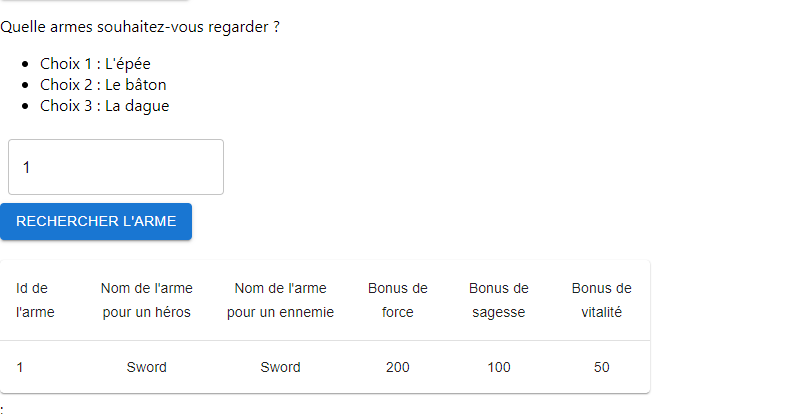 Quelle armes souhaitez-vous regarder ?
Choix 1 : L'épée
Choix 2 : Le bâton
Choix 3 : La dague
1
RECHERCHER L'ARME
Id de l'arme Nom de l'arme pour un héros Nom de l'arme pour un ennemie Bonus de force Bonus de sagesse Bonus de vitalité
1 Sword Sword 200 100 50
;